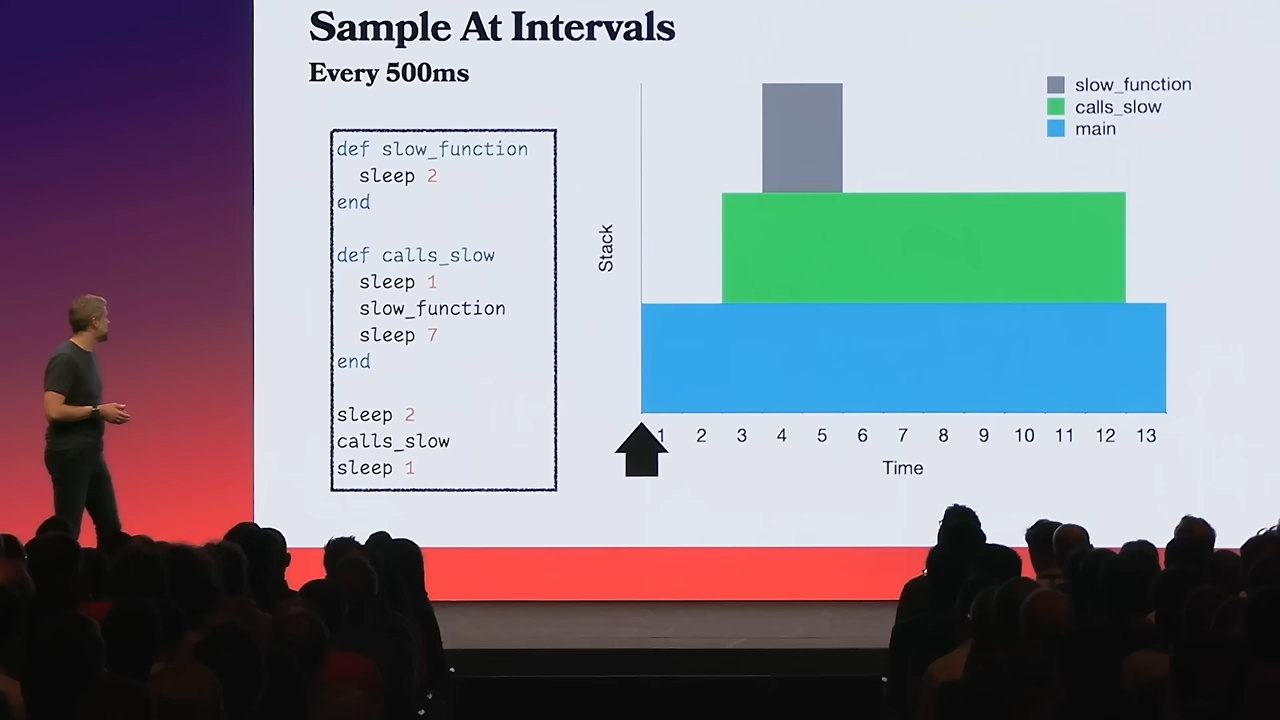 Sample At Intervals
Every 500ms
def slow_function
  sleep 2
end
def calls_slow
  sleep 1
  slow_function
  sleep 7
end
sleep 2
calls_slow
sleep 1
slow_function
calls_slow
main
Stack
1 2 3 4 5 6 7 8 9 10 11 12 13
Time